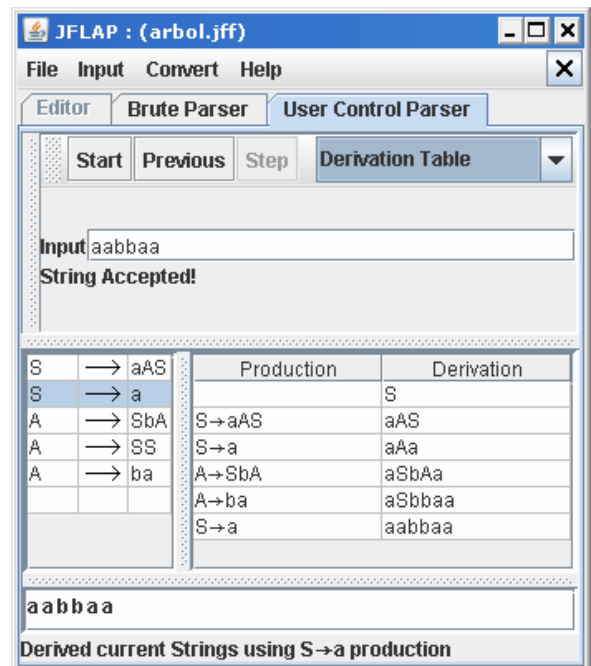 JFLAP : (arbol.jff)
File Input Convert Help
Editor Brute Parser User Control Parser
Start Previous Step Derivation Table
Input aabbaa
String Accepted!
S → aAS
S → a
A → SbA
A → SS
A → ba
Production Derivation
S
S→aAS aAS
S→a aAa
A→SbA aSbAa
A→ba aSbbaa
S→a aabbaa
aabbaa
Derived current Strings using S→a production